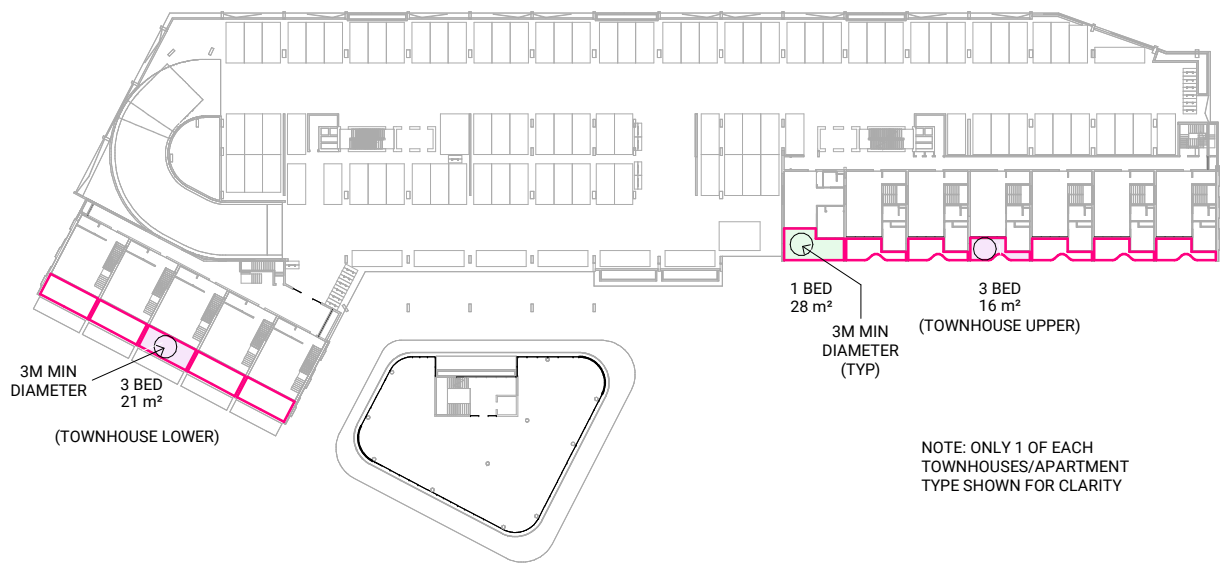 3M MIN
DIAMETER
3 BED
21 m²
(TOWNHOUSE LOWER)
1 BED
28 m²
3M MIN
DIAMETER
(TYP)
3 BED
16 m²
(TOWNHOUSE UPPER)
NOTE: ONLY 1 OF EACH
TOWNHOUSES/APARTMENT
TYPE SHOWN FOR CLARITY